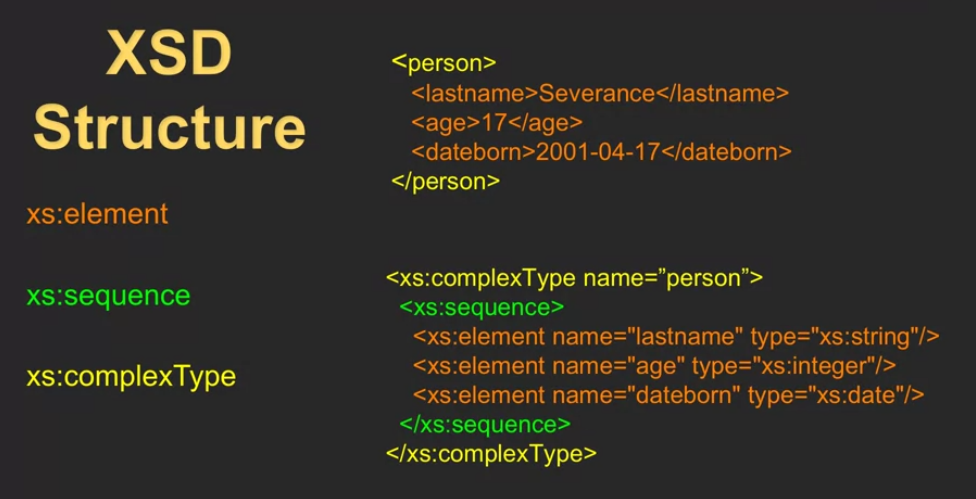 XSD
Structure
xs:element
xs:sequence
xs:complexType
<person>
<lastname>Severance</lastname>
<age>17</age>
<dateborn>2001-04-17</dateborn>
</person>
<xs:complexType name=”person”>
<xs:sequence>
<xs:element name="lastname" type="xs:string"/>
<xs:element name="age" type="xs:integer"/>
<xs:element name="dateborn" type="xs:date"/>
</xs:sequence>
</xs:complexType>